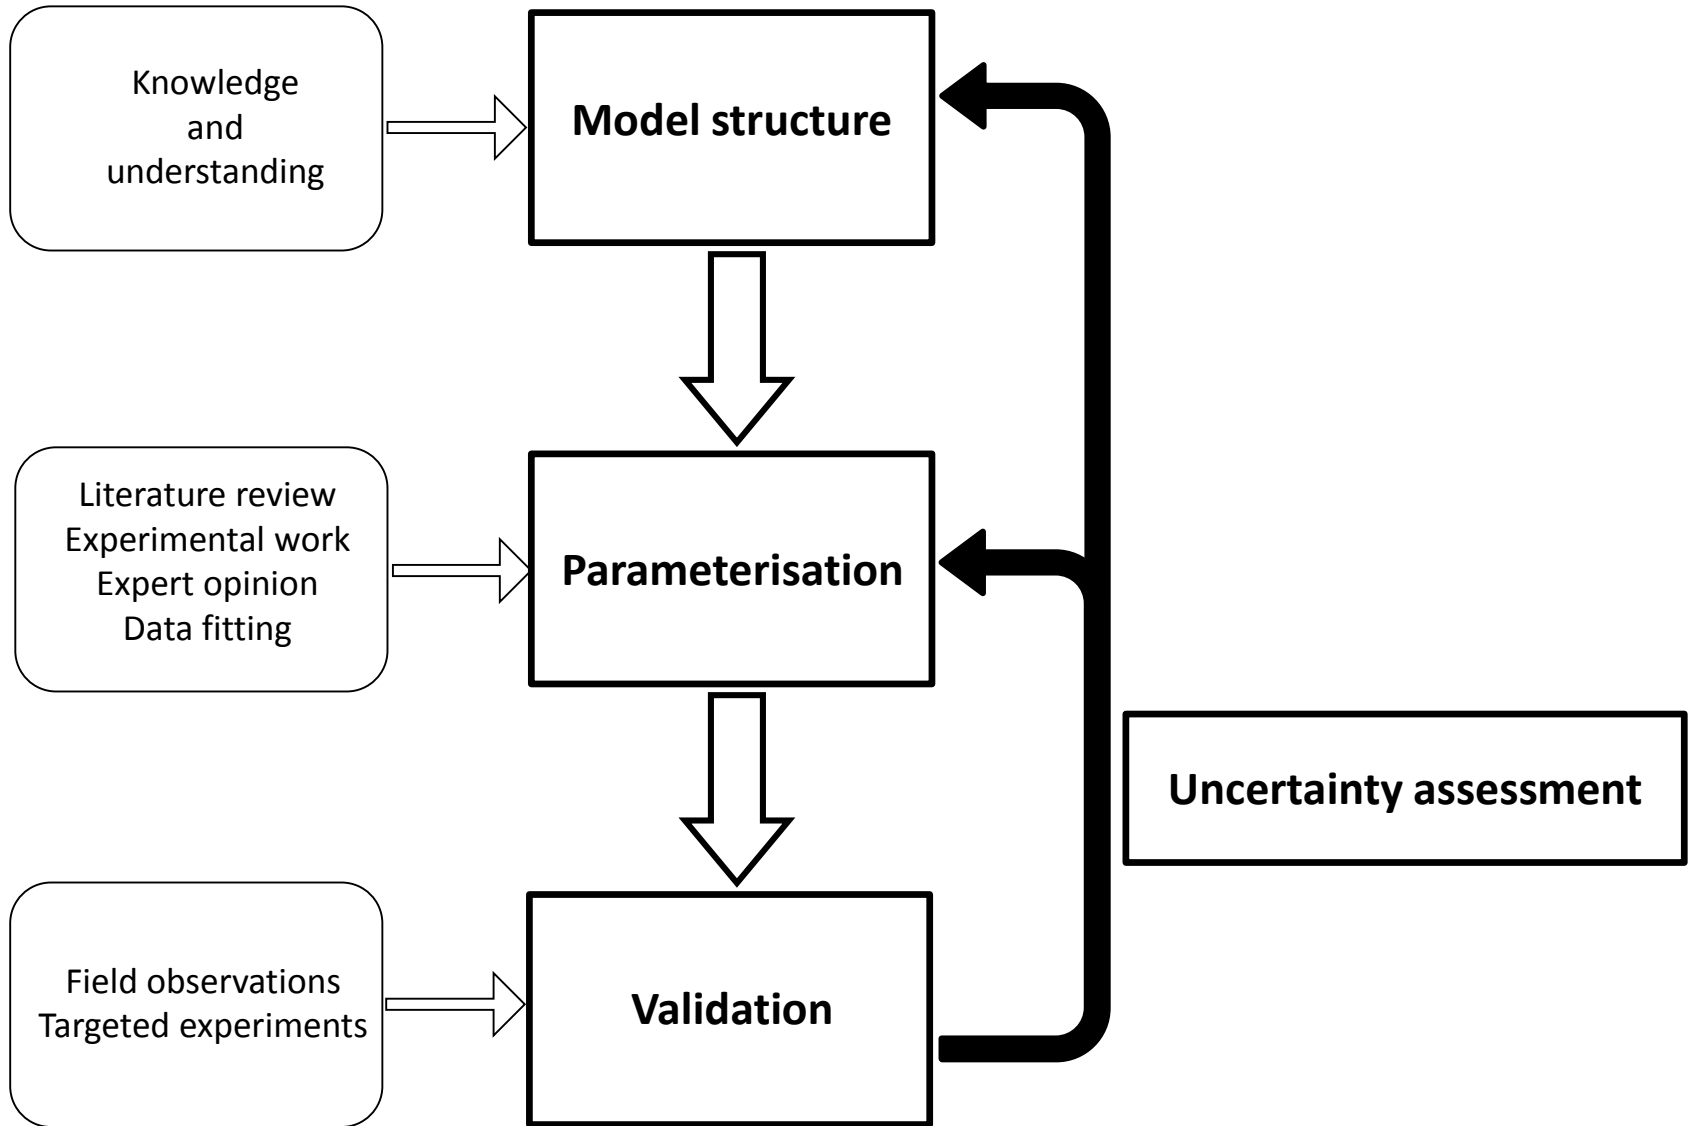 Knowledge
and
understanding
Model structure
Literature review
Experimental work
Expert opinion
Data fitting
Parameterisation
Uncertainty assessment
Field observations
Targeted experiments
Validation